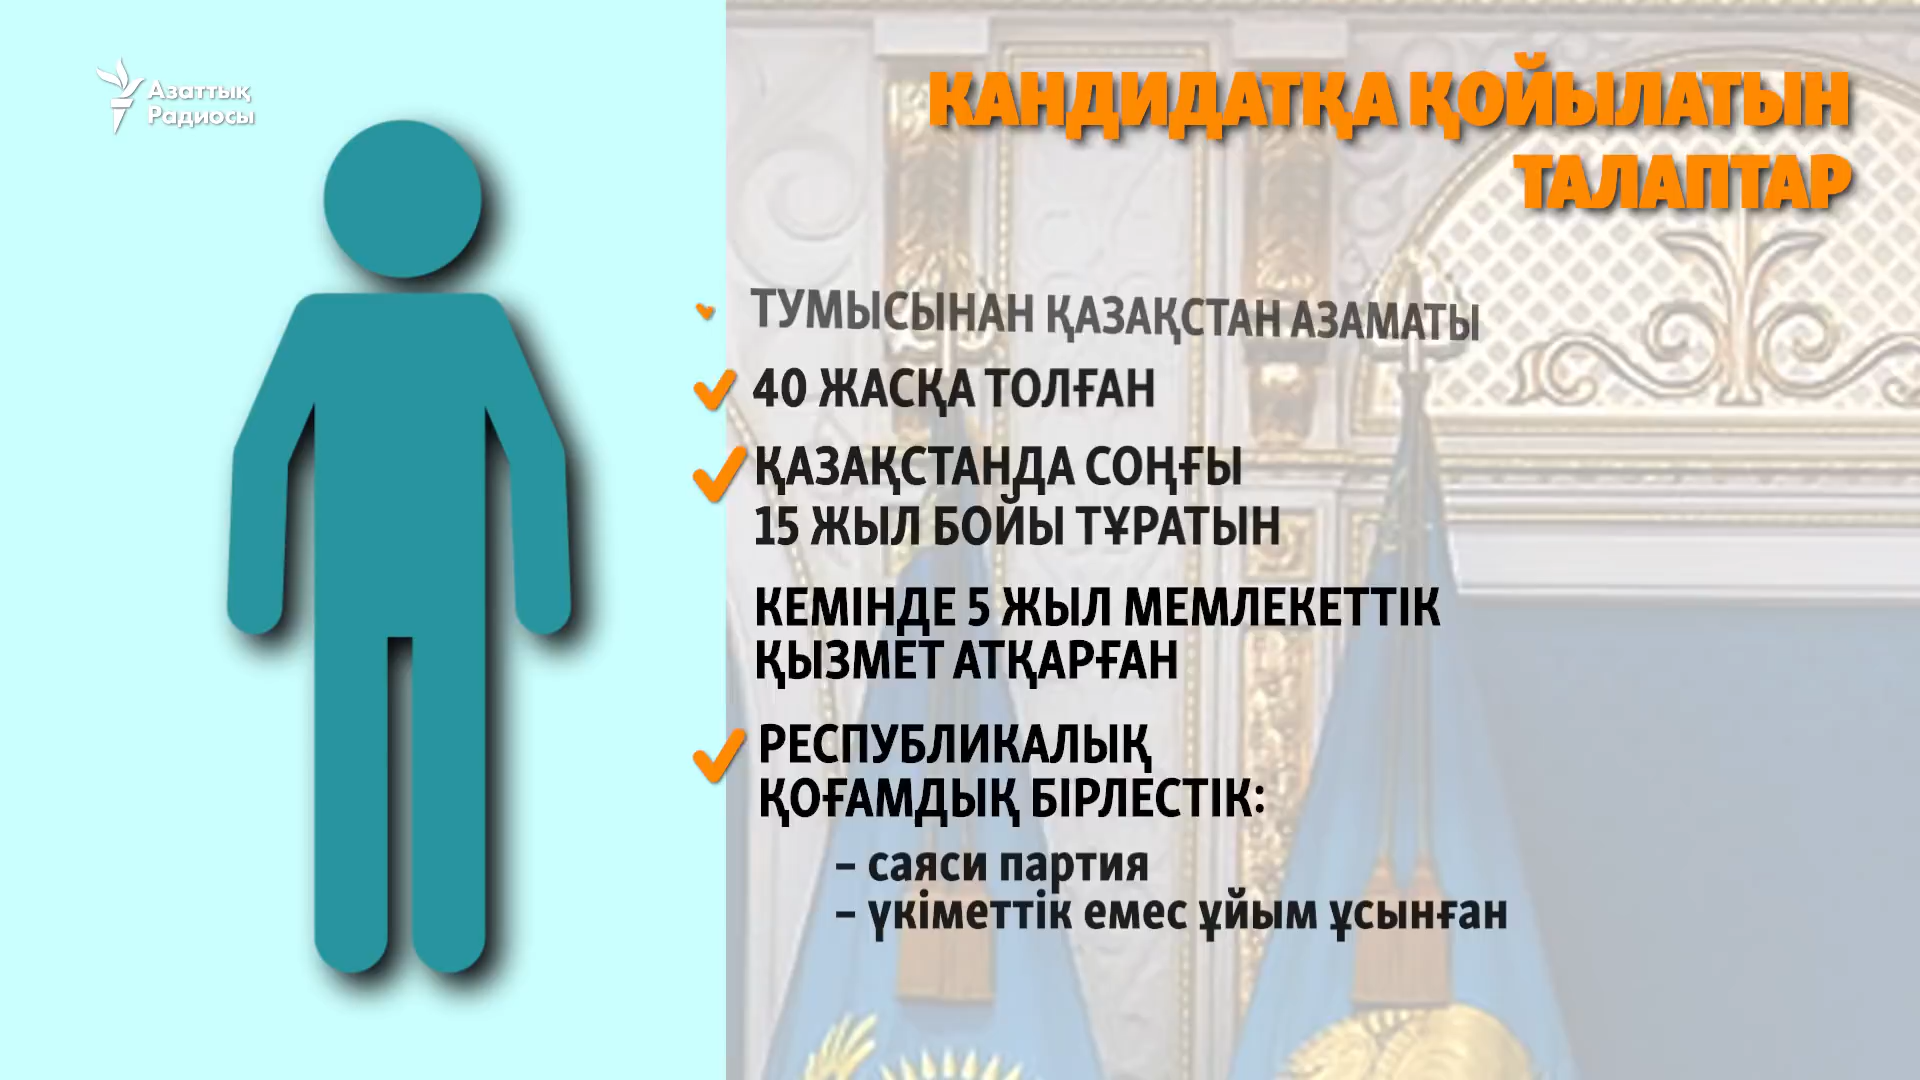 Азаттық
Радиосы
КАНДИДАТҚА ҚОЙЫЛАТЫН
ТАЛАПТАР
ТУМЫСЫНАН ҚАЗАҚСТАН АЗАМАТЫ
40 ЖАСҚА ТОЛҒАН
ҚАЗАҚСТАНДА СОҢҒЫ
15 ЖЫЛ БОЙЫ ТҰРАТЫН
КЕМІНДЕ 5 ЖЫЛ МЕМЛЕКЕТТІК
ҚЫЗМЕТ АТҚАРҒАН
РЕСПУБЛИКАЛЫҚ
ҚОҒАМДЫҚ БІРЛЕСТІК:
– саяси партия
– үкіметтік емес ұйым ұсынған